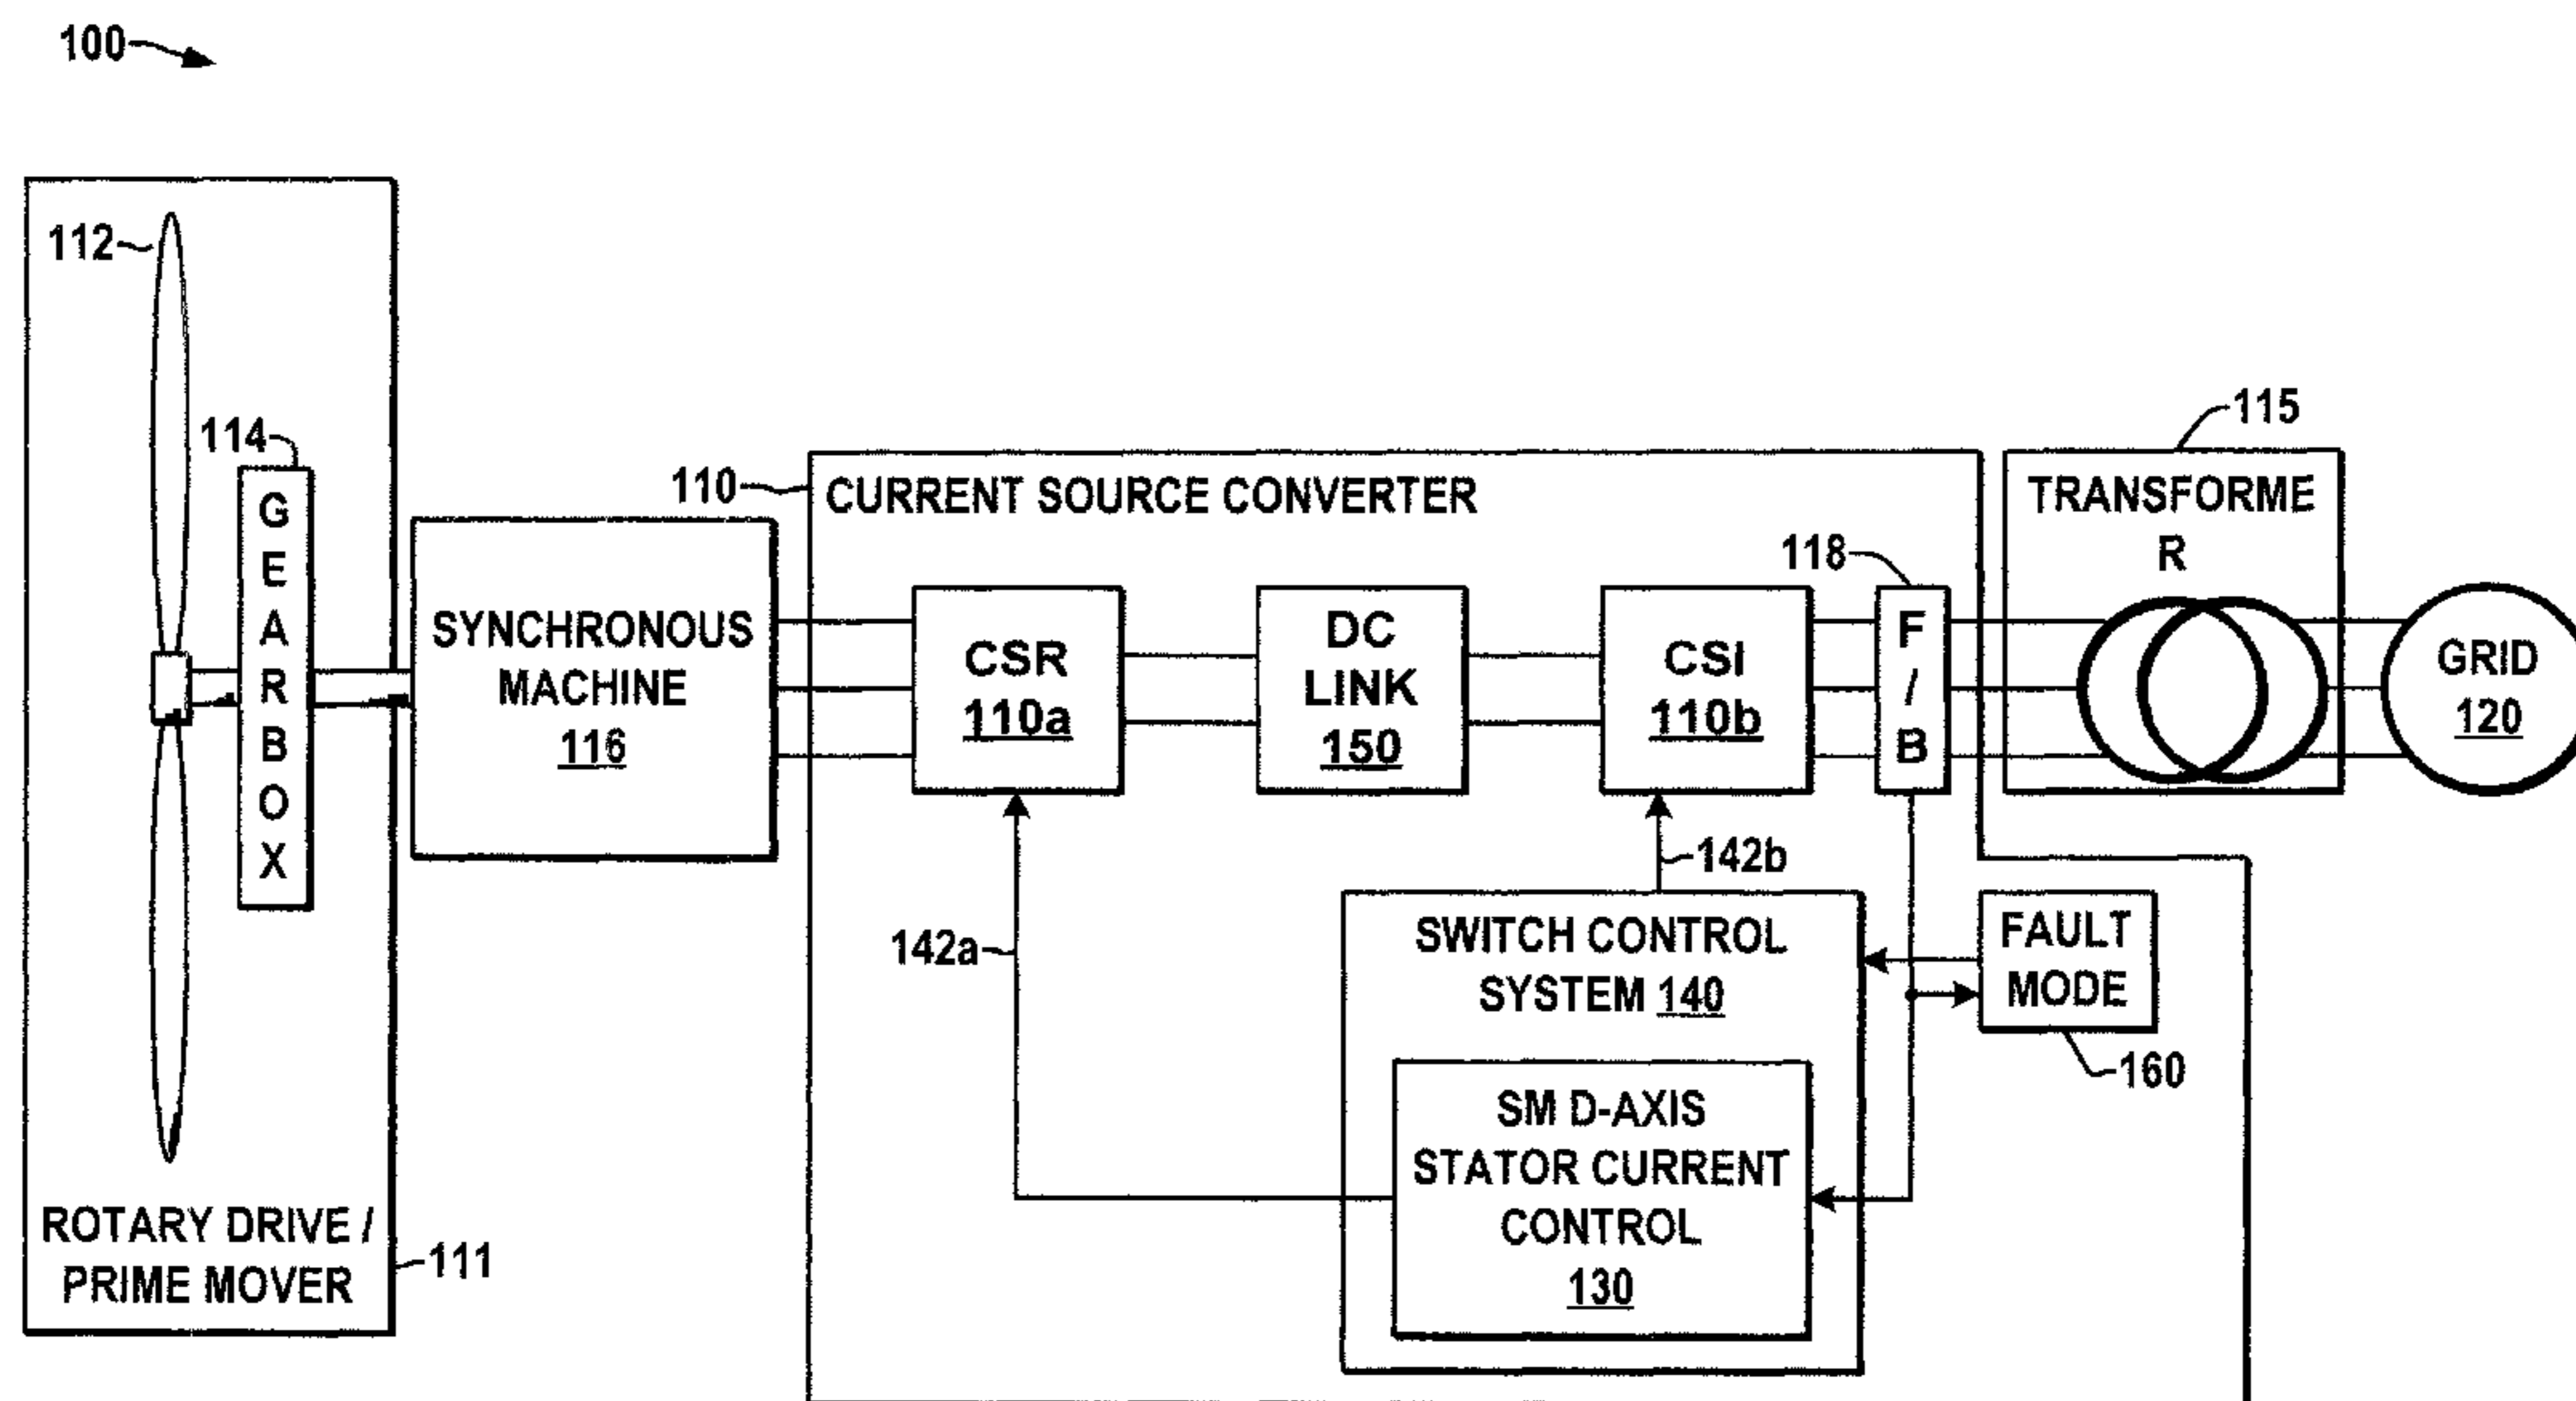 100
112
114
G
E
A
R
B
O
X
ROTARY DRIVE /
PRIME MOVER
111
SYNCHRONOUS
MACHINE
116
110
CURRENT SOURCE CONVERTER
CSR
110a
DC
LINK
150
CSI
110b
118
F
/
B
115
TRANSFORME
R
GRID
120
142a
142b
SWITCH CONTROL
SYSTEM 140
FAULT
MODE
160
SM D-AXIS
STATOR CURRENT
CONTROL
130